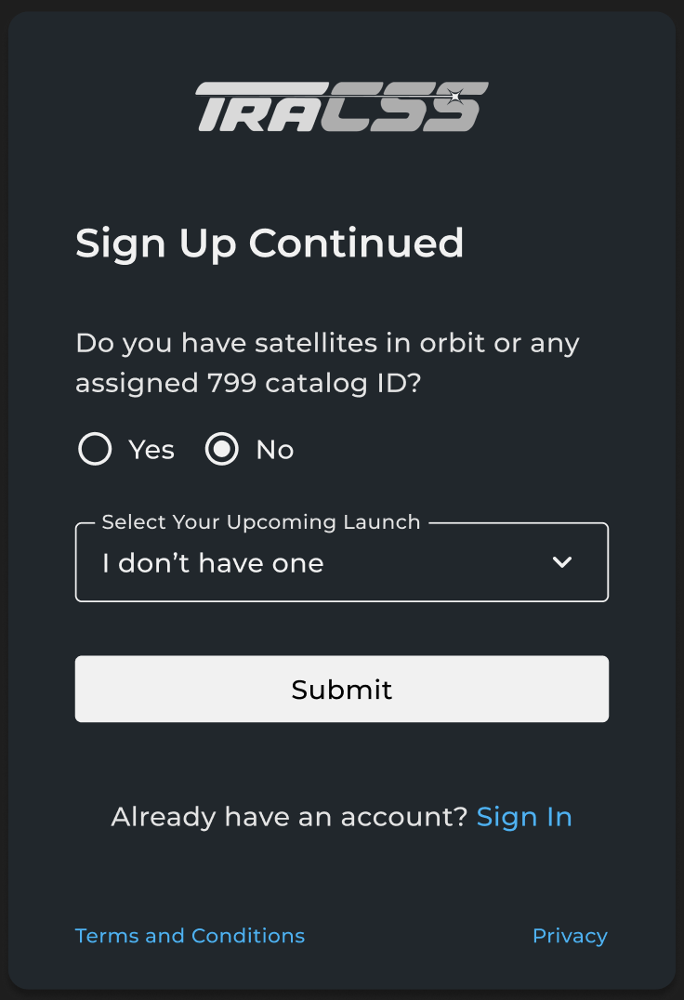 TRACSS
Sign Up Continued
Do you have satellites in orbit or any
assigned 799 catalog ID?
Yes No
Select Your Upcoming Launch
I don’t have one
Submit
Already have an account? Sign In
Terms and Conditions Privacy